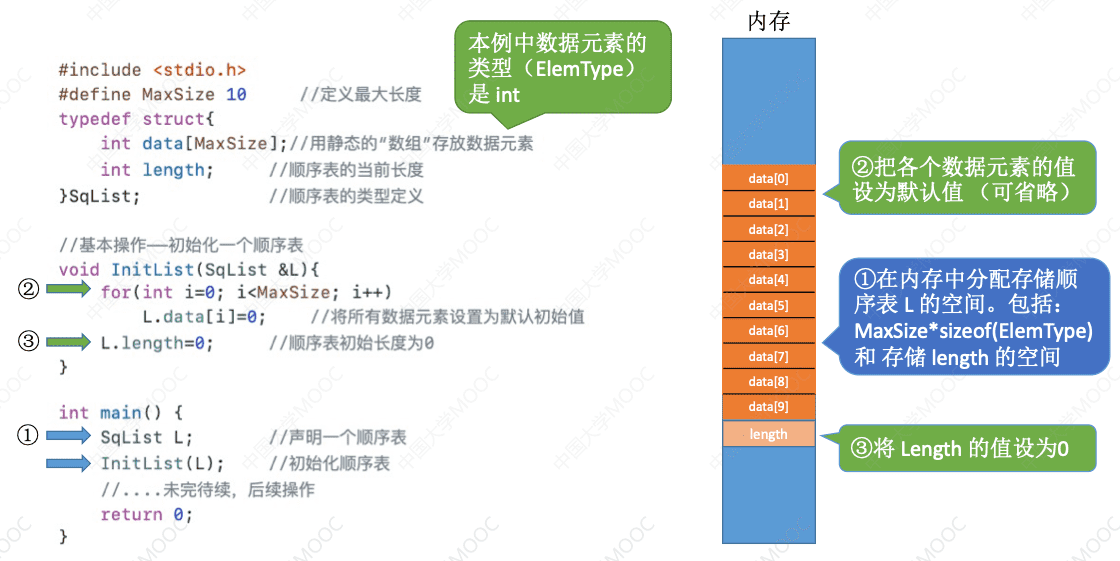 #include <stdio.h>
#define MaxSize 10 //定义最大长度
typedef struct{
int data[MaxSize];//用静态的“数组”存放数据元素
int length; //顺序表的当前长度
}SqList; //顺序表的类型定义
//基本操作——初始化一个顺序表
void InitList(SqList &L){
② for(int i=0; i<MaxSize; i++)
L.data[i]=0; //将所有数据元素设置为默认初始值
③ L.length=0; //顺序表初始长度为0
}
int main() {
① SqList L; //声明一个顺序表
InitList(L); //初始化顺序表
//....未完待续，后续操作
return 0;
}
本例中数据元素的
类型（ElemType）
是 int
内存
data[0]
data[1]
data[2]
data[3]
data[4]
data[5]
data[6]
data[7]
data[8]
data[9]
length
②把各个数据元素的值
设为默认值 （可省略）
①在内存中分配存储顺
序表 L 的空间。包括：
MaxSize*sizeof(ElemType)
和 存储 length 的空间
③将 Length 的值设为0
中国大学MOOC